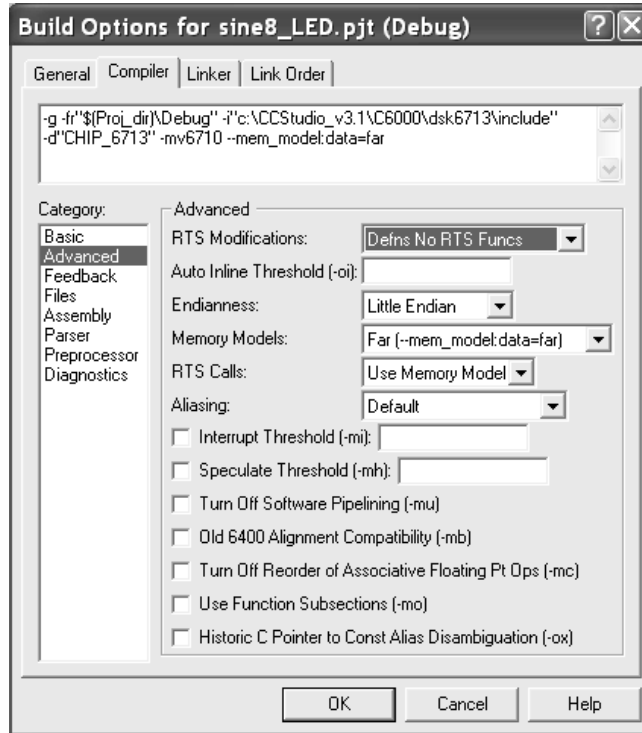 Build Options for sine8_LED.pjt (Debug)
General Compiler Linker Link Order
-g -fr"$(Proj_dir)\Debug" -i"c:\CCStudio_v3.1\C6000\dsk6713\include"
-d"CHIP_6713" -mv6710 --mem_model:data=far
Category:
Basic
Advanced
Feedback
Files
Assembly
Parser
Preprocessor
Diagnostics
Advanced
RTS Modifications: Defns No RTS Funcs
Auto Inline Threshold (-oi):
Endianness: Little Endian
Memory Models: Far (--mem_model:data=far)
RTS Calls: Use Memory Model
Aliasing: Default
Interrupt Threshold (-mi):
Speculate Threshold (-mh):
Turn Off Software Pipelining (-mu)
Old 6400 Alignment Compatibility (-mb)
Turn Off Reorder of Associative Floating Pt Ops (-mc)
Use Function Subsections (-mo)
Historic C Pointer to Const Alias Disambiguation (-ox)
OK Cancel Help